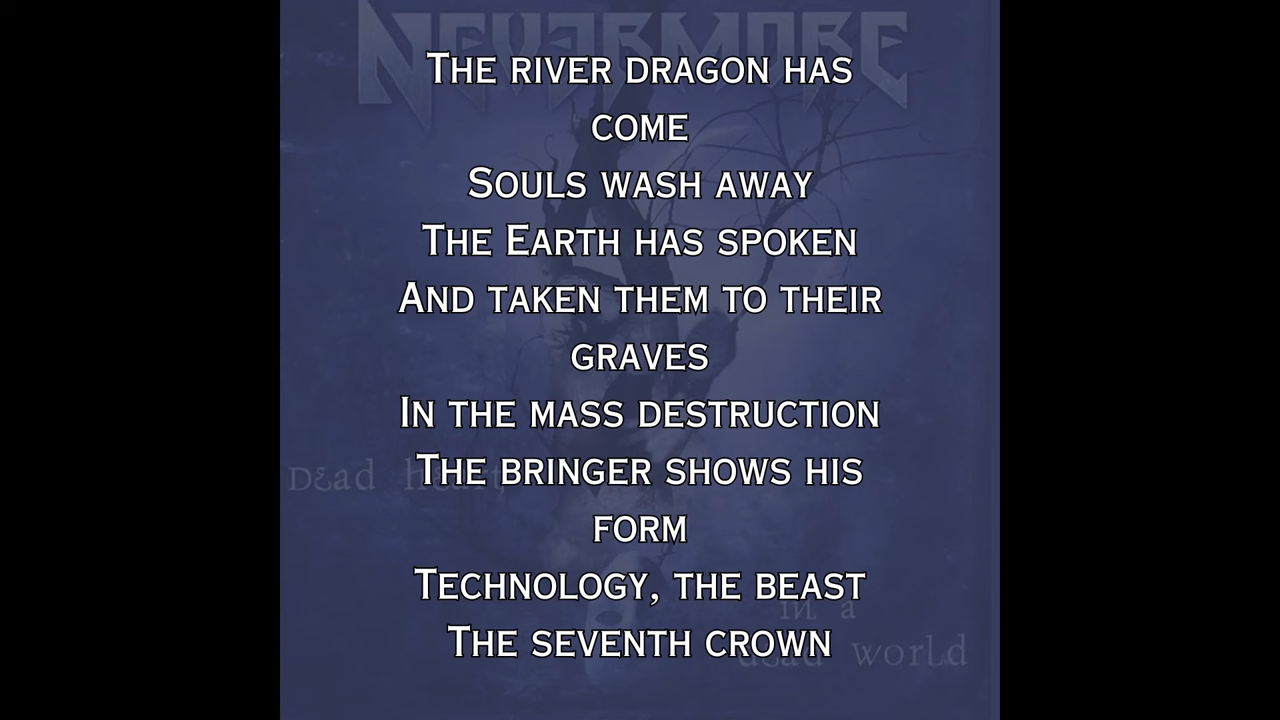 NEVERMORE
The river dragon has
come
Souls wash away
The Earth has spoken
And taken them to their
graves
In the mass destruction
The bringer shows his
form
Technology, the beast
The seventh crown
Dead heart
in a
dead world